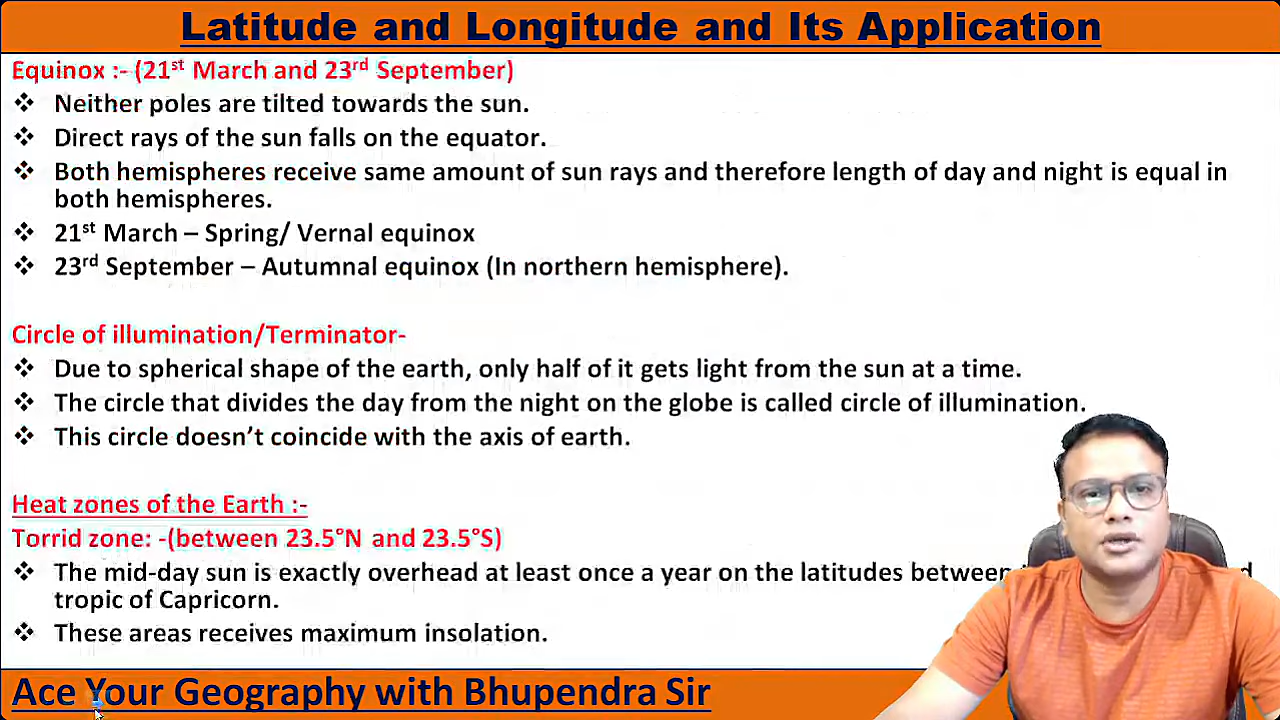 Latitude and Longitude and Its Application
Equinox :- (21st March and 23rd September)
❖ Neither poles are tilted towards the sun.
❖ Direct rays of the sun falls on the equator.
❖ Both hemispheres receive same amount of sun rays and therefore length of day and night is equal in
both hemispheres.
❖ 21st March – Spring/ Vernal equinox
❖ 23rd September – Autumnal equinox (In northern hemisphere).
Circle of illumination/Terminator-
❖ Due to spherical shape of the earth, only half of it gets light from the sun at a time.
❖ The circle that divides the day from the night on the globe is called circle of illumination.
❖ This circle doesn’t coincide with the axis of earth.
Heat zones of the Earth :-
Torrid zone: -(between 23.5°N and 23.5°S)
❖ The mid-day sun is exactly overhead at least once a year on the latitudes between
tropic of Capricorn.
❖ These areas receives maximum insolation.
Ace Your Geography with Bhupendra Sir